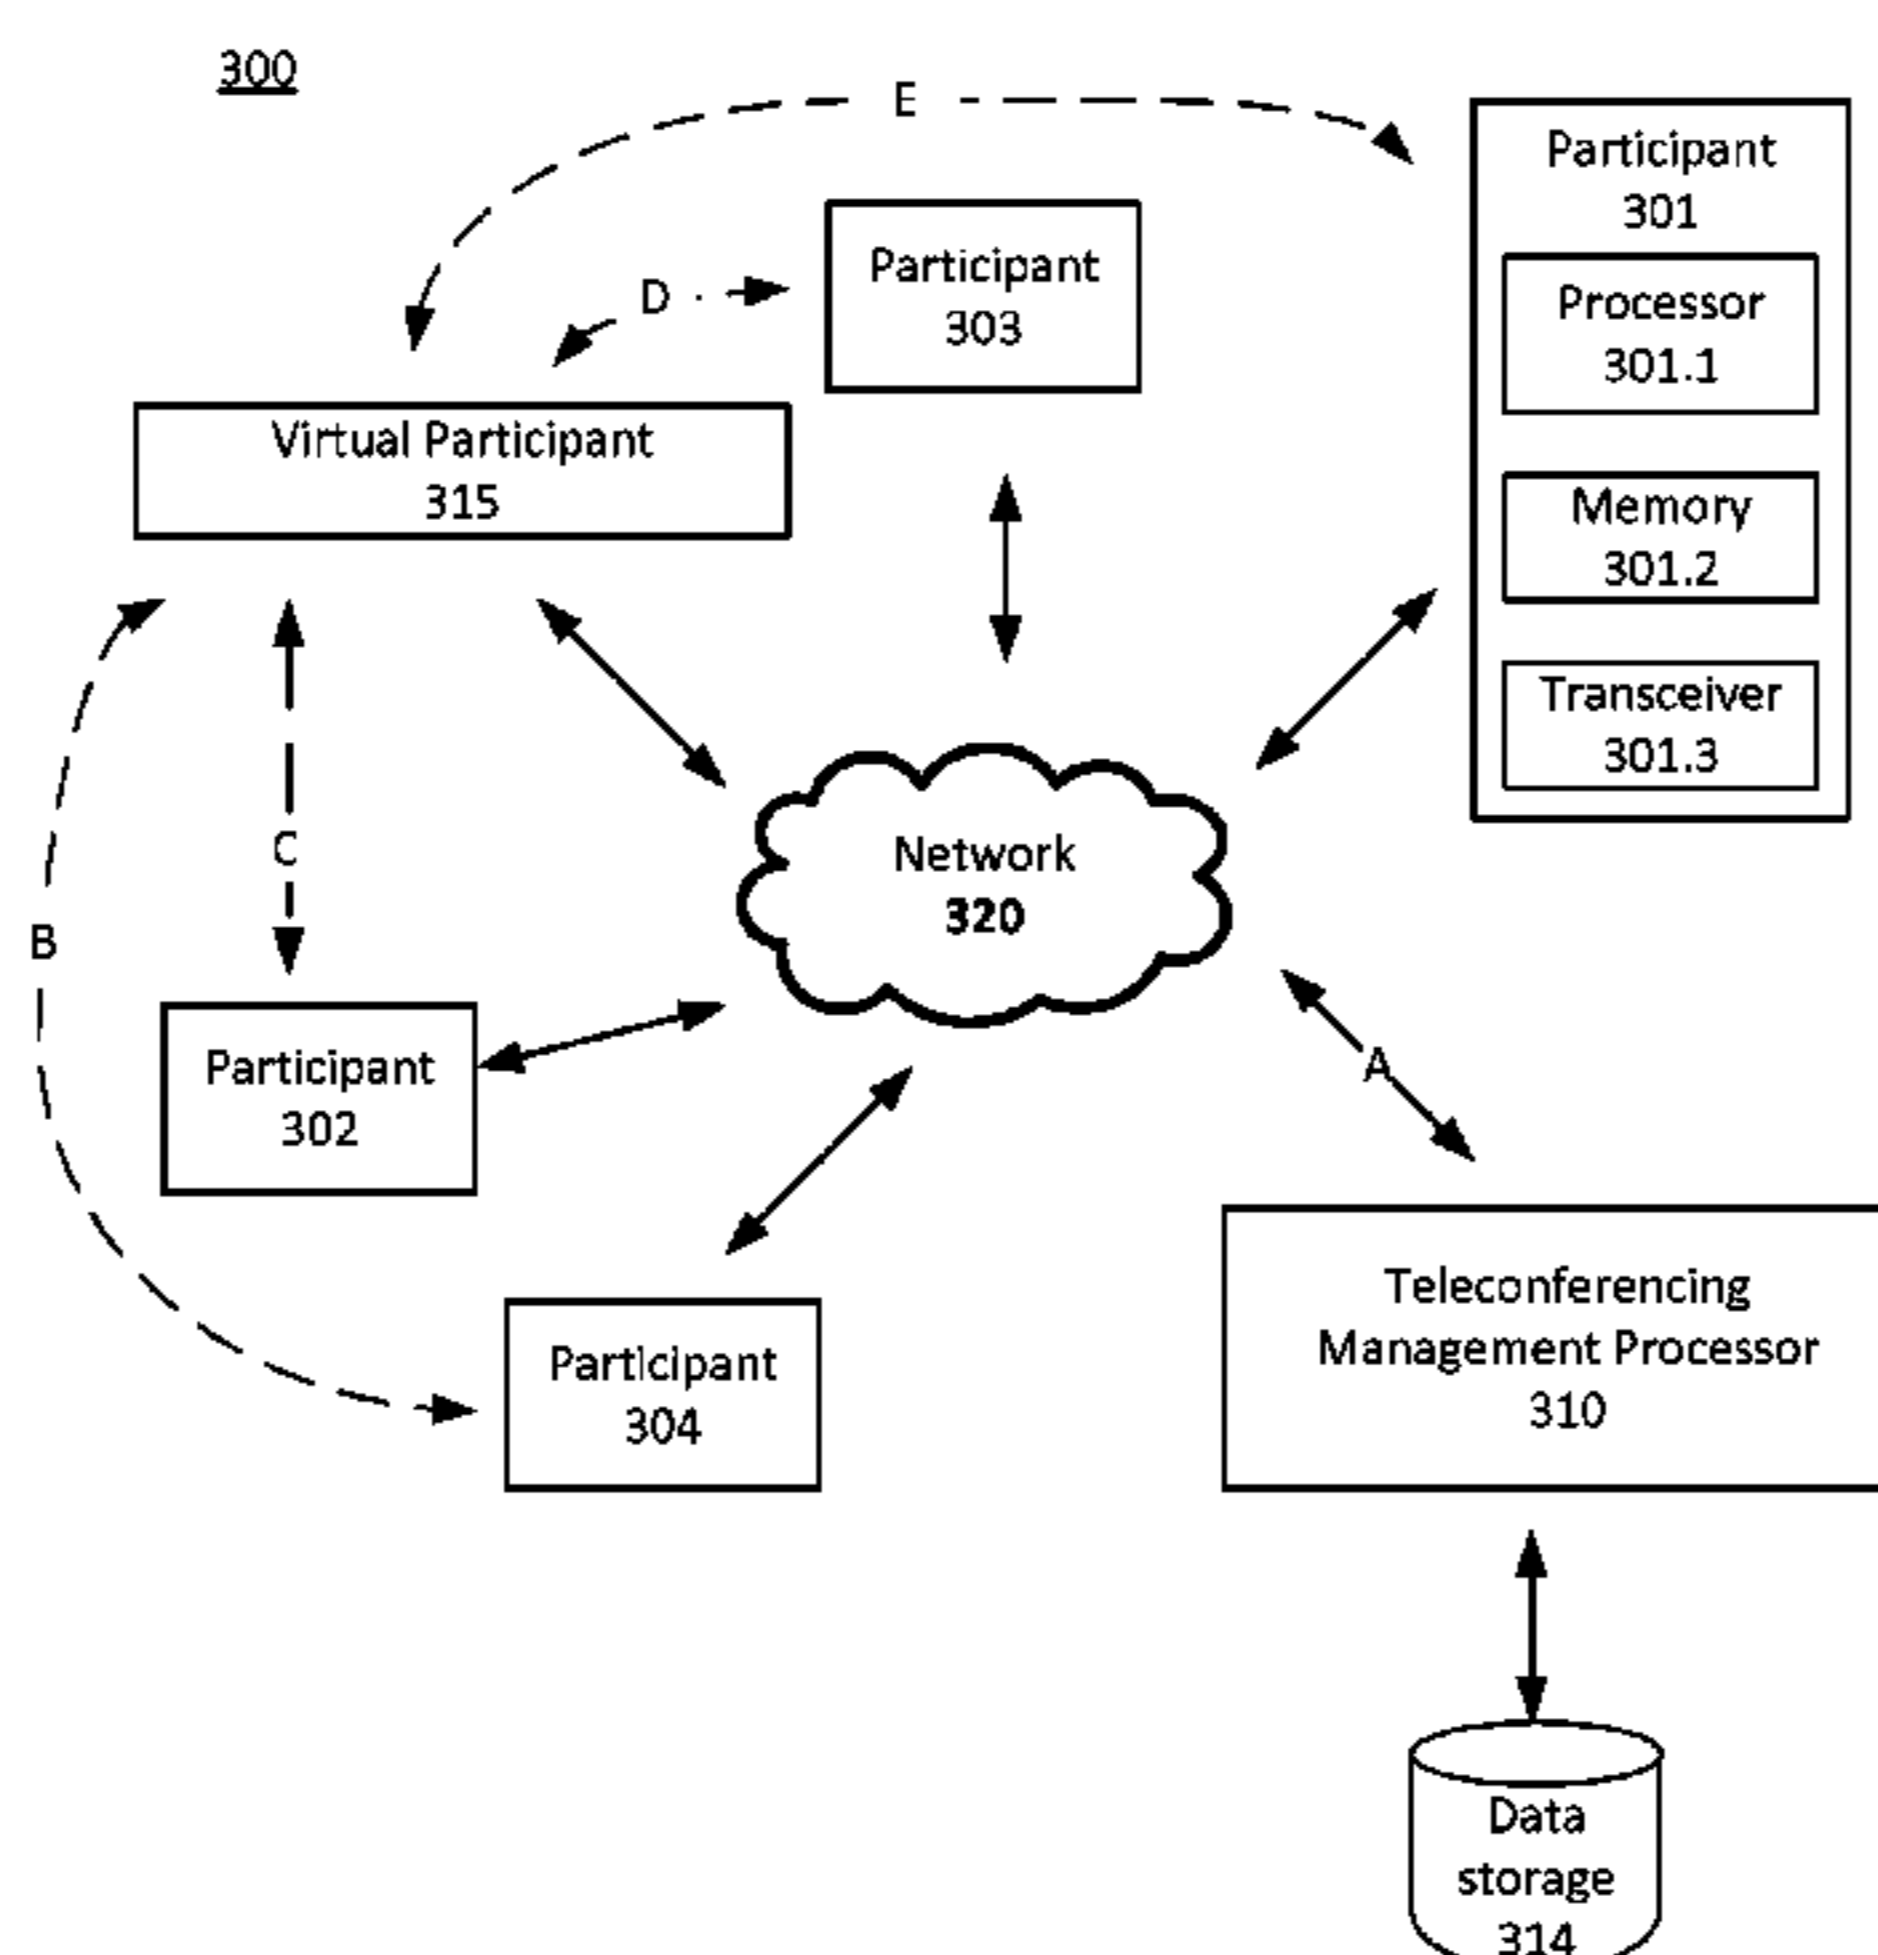 300
E
Participant
301
Processor
301.1
Memory
301.2
Transceiver
301.3
D
Participant
303
Virtual Participant
315
C
B
Network
320
A
Participant
302
Participant
304
Teleconferencing
Management Processor
310
Data
storage
314